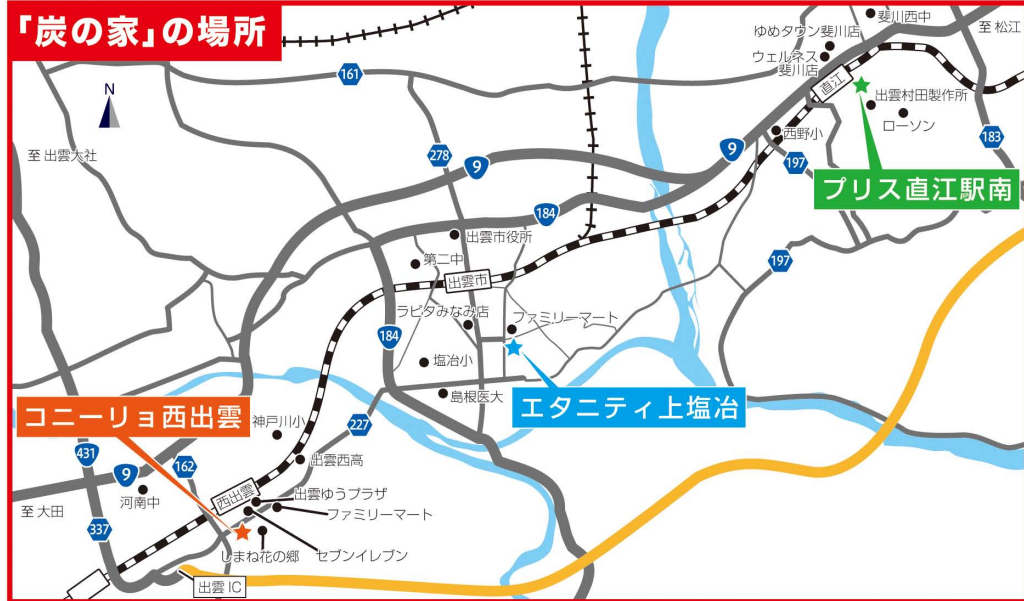 「炭の家」の場所
N
至 出雲大社
161
278
9
184
9
ゆめタウン斐川店
斐川西中
ウェルネス
斐川店
至 松江
直江
出雲村田製作所
ローソン
183
西野小
197
プリス直江駅南
197
出雲市役所
第二中
出雲市
ラピタみなみ店
ファミリーマート
184
塩冶小
島根医大
エタニティ上塩冶
コニーリョ西出雲
神戸川小
227
431
9
162
出雲西高
河南中
西出雲
出雲ゆうプラザ
ファミリーマート
至 大田
337
しまね花の郷
セブンイレブン
出雲 IC